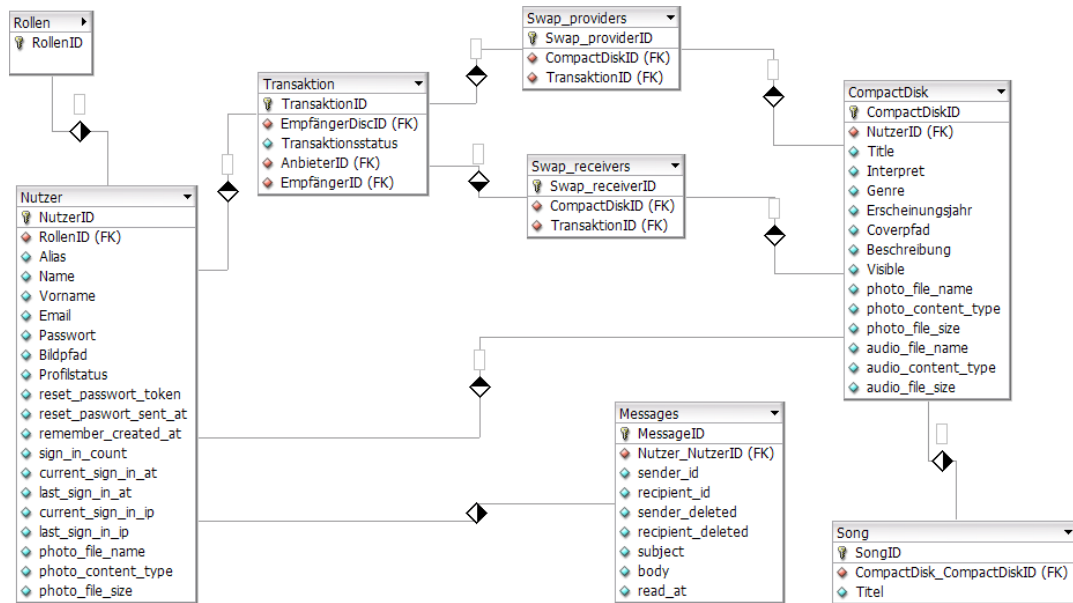 Rollen
RollenID
Nutzer
NutzerID
RollenID (FK)
Alias
Name
Vorname
Email
Passwort
Bildpfad
Profilstatus
reset_passwort_token
reset_paswort_sent_at
remember_created_at
sign_in_count
current_sign_in_at
last_sign_in_at
current_sign_in_ip
last_sign_in_ip
photo_file_name
photo_content_type
photo_file_size
Transaktion
TransaktionID
EmpfängerDiscID (FK)
Transaktionsstatus
AnbieterID (FK)
EmpfängerID (FK)
Swap_providers
Swap_providerID
CompactDiskID (FK)
TransaktionID (FK)
Swap_receivers
Swap_receiverID
CompactDiskID (FK)
TransaktionID (FK)
CompactDisk
CompactDiskID
NutzerID (FK)
Title
Interpret
Genre
Erscheinungsjahr
Coverpfad
Beschreibung
Visible
photo_file_name
photo_content_type
photo_file_size
audio_file_name
audio_content_type
audio_file_size
Messages
MessageID
Nutzer_NutzerID (FK)
sender_id
recipient_id
sender_deleted
recipient_deleted
subject
body
read_at
Song
SongID
CompactDisk_CompactDiskID (FK)
Titel